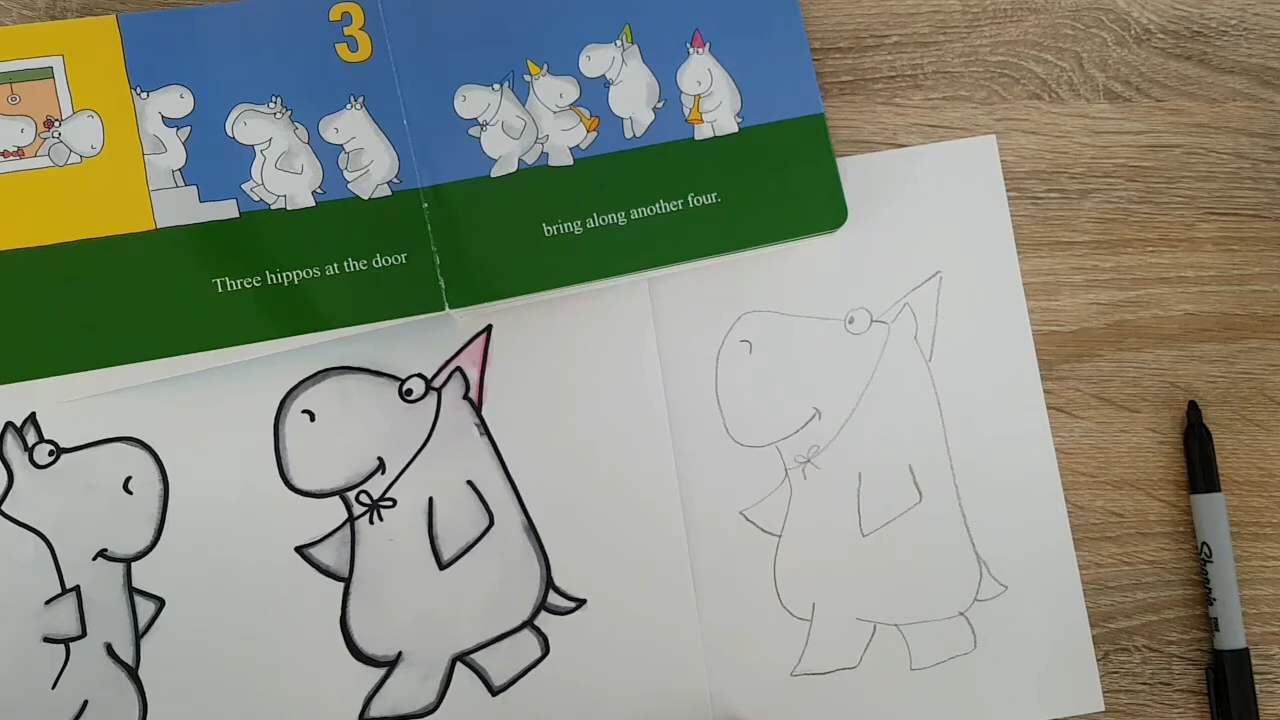 3
Three hippos at the door
bring along another four.
Sharpie